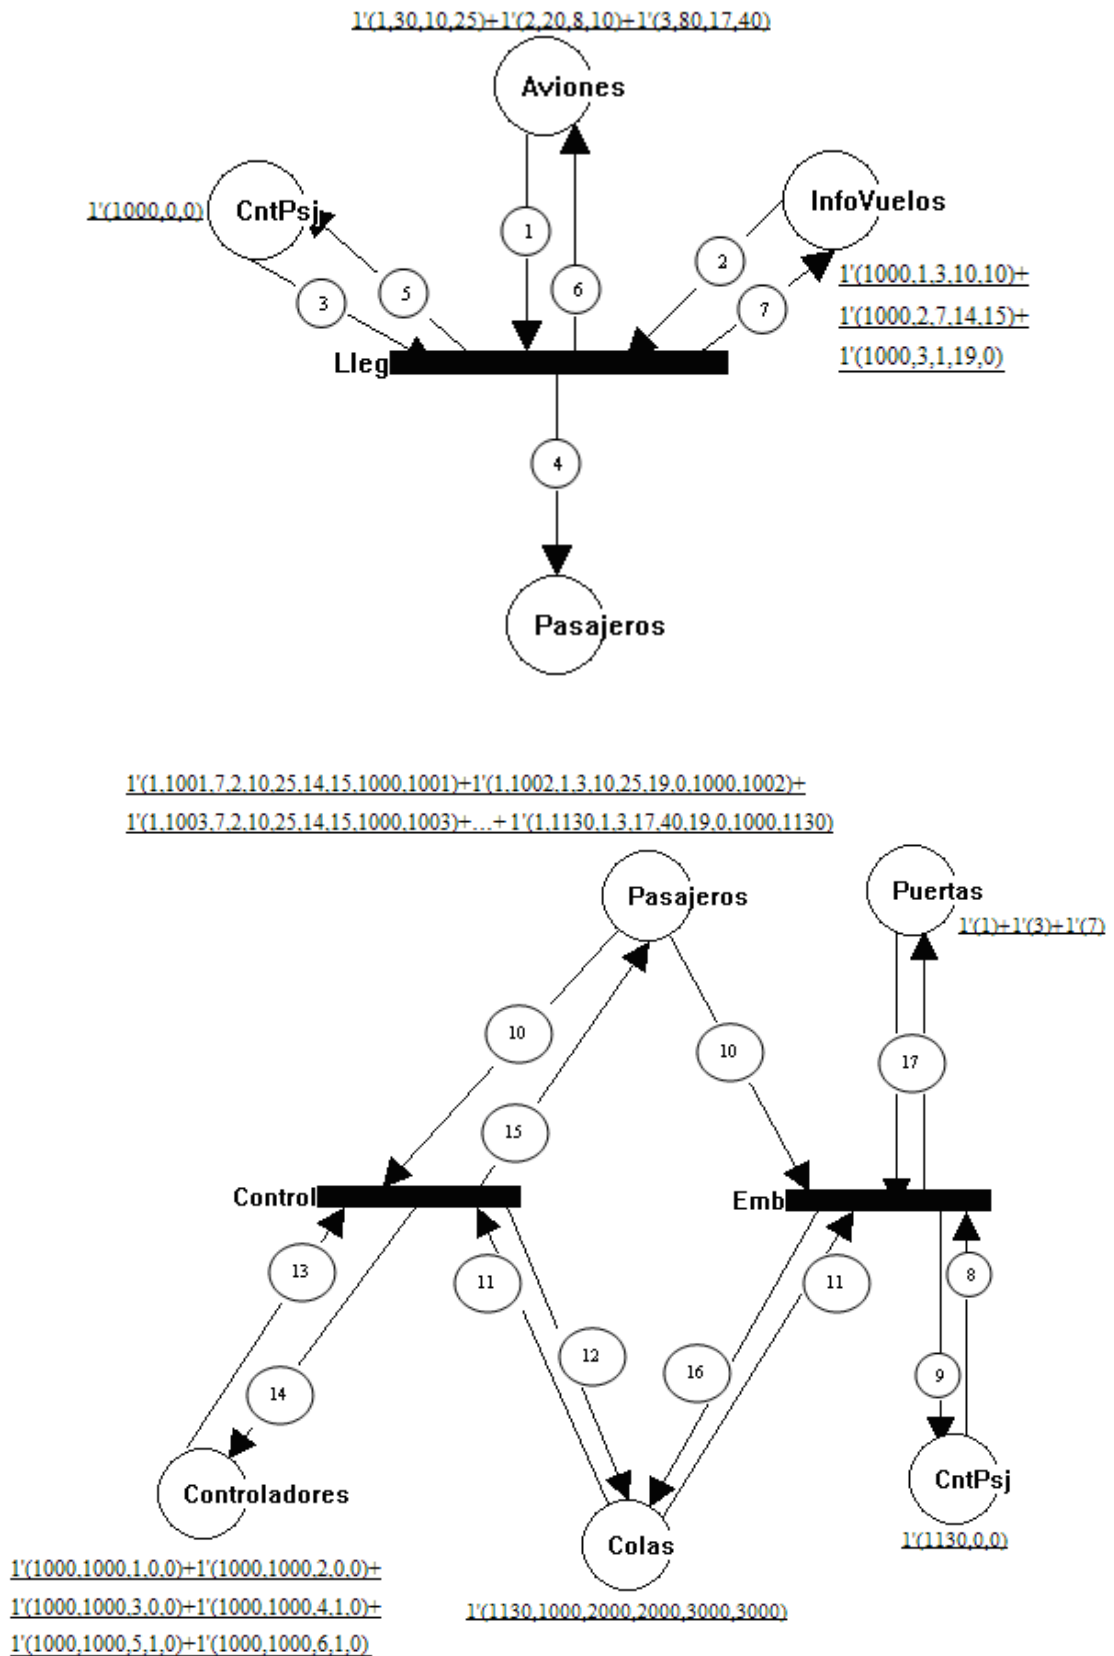 1'(1,30,10,25)+1'(2,20,8,10)+1'(3,80,17,40)
Aviones
CntPsj
InfoVuelos
1'(1000,0,0)
1
2
3
5
6
7
1'(1000,1,3,10,10)+
1'(1000,2,7,14,15)+
1'(1000,3,1,19,0)
Lleg
4
Pasajeros
1'(1,1001,7,2,10,25,14,15,1000,1001)+1'(1,1002,1,3,10,25,19,0,1000,1002)+
1'(1,1003,7,2,10,25,14,15,1000,1003)+...+1'(1,1130,1,3,17,40,19,0,1000,1130)
Pasajeros
Puertas
1'(1)+1'(3)+1'(7)
10
10
17
15
Control
Emb
13
11
11
8
12
16
9
14
Controladores
CntPsj
Colas
1'(1130,0,0)
1'(1000,1000,1,0,0)+1'(1000,1000,2,0,0)+
1'(1000,1000,3,0,0)+1'(1000,1000,4,1,0)+
1'(1000,1000,5,1,0)+1'(1000,1000,6,1,0)
1'(1130,1000,2000,2000,3000,3000)